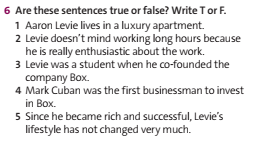 6 Are these sentences true or false? Write T or F.
1 Aaron Levie lives in a luxury apartment.
2 Levie doesn't mind working long hours because
he is really enthusiastic about the work.
3 Levie was a student when he co-founded the
company Box.
4 Mark Cuban was the first businessman to invest
in Box.
5 Since he became rich and successful, Levie's
lifestyle has not changed very much.